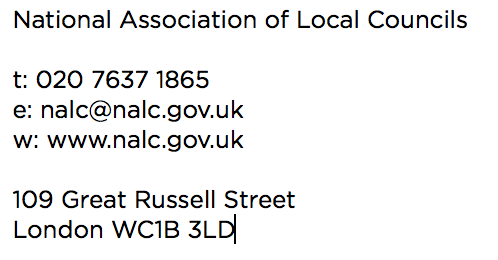 National Association of Local Councils
t: 020 7637 1865
e: nalc@nalc.gov.uk
w: www.nalc.gov.uk
109 Great Russell Street
London WC1B 3LD